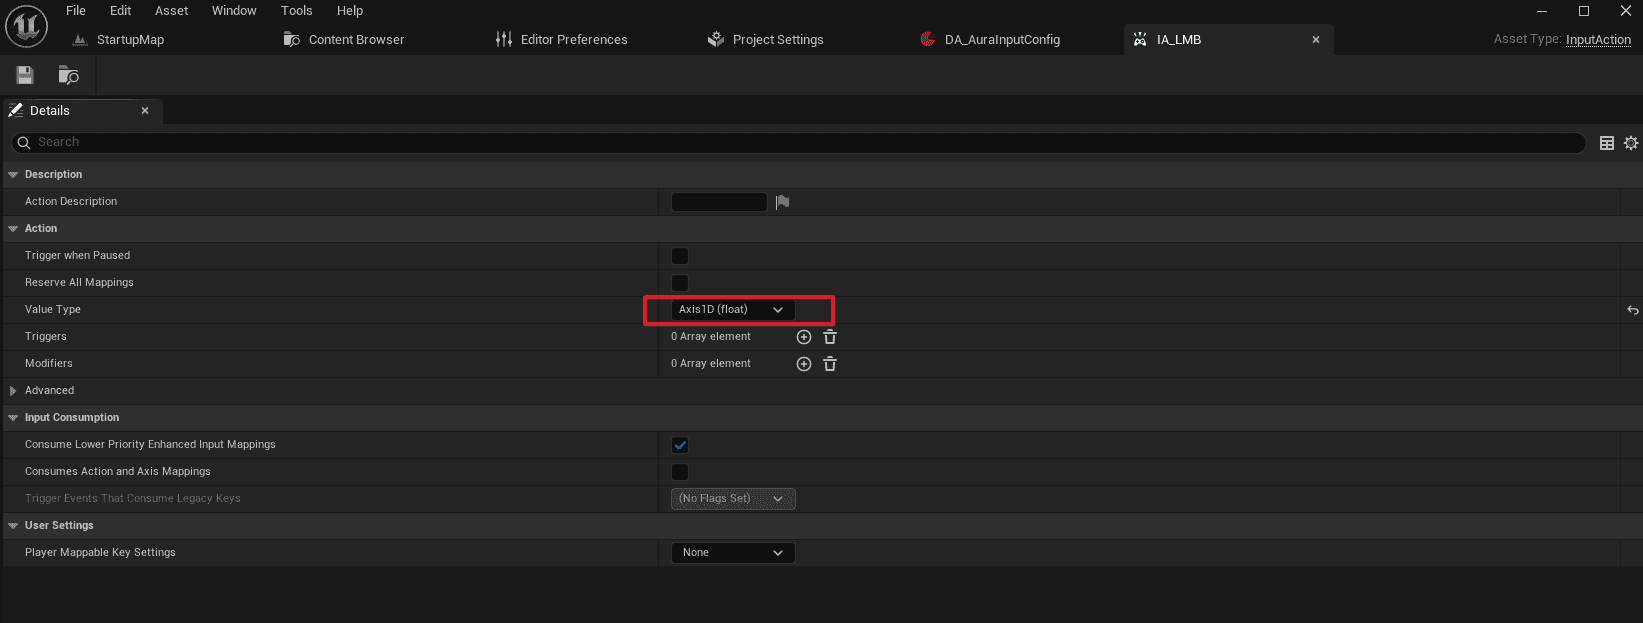 File Edit Asset Window Tools Help
StartupMap Content Browser Editor Preferences Project Settings DA_AuraInputConfig IA_LMB Asset Type: InputAction
Details
Search
Description
Action Description
Action
Trigger when Paused
Reserve All Mappings
Value Type Axis1D (float)
Triggers 0 Array element
Modifiers 0 Array element
Advanced
Input Consumption
Consume Lower Priority Enhanced Input Mappings
Consumes Action and Axis Mappings
Trigger Events That Consume Legacy Keys (No Flags Set)
User Settings
Player Mappable Key Settings None